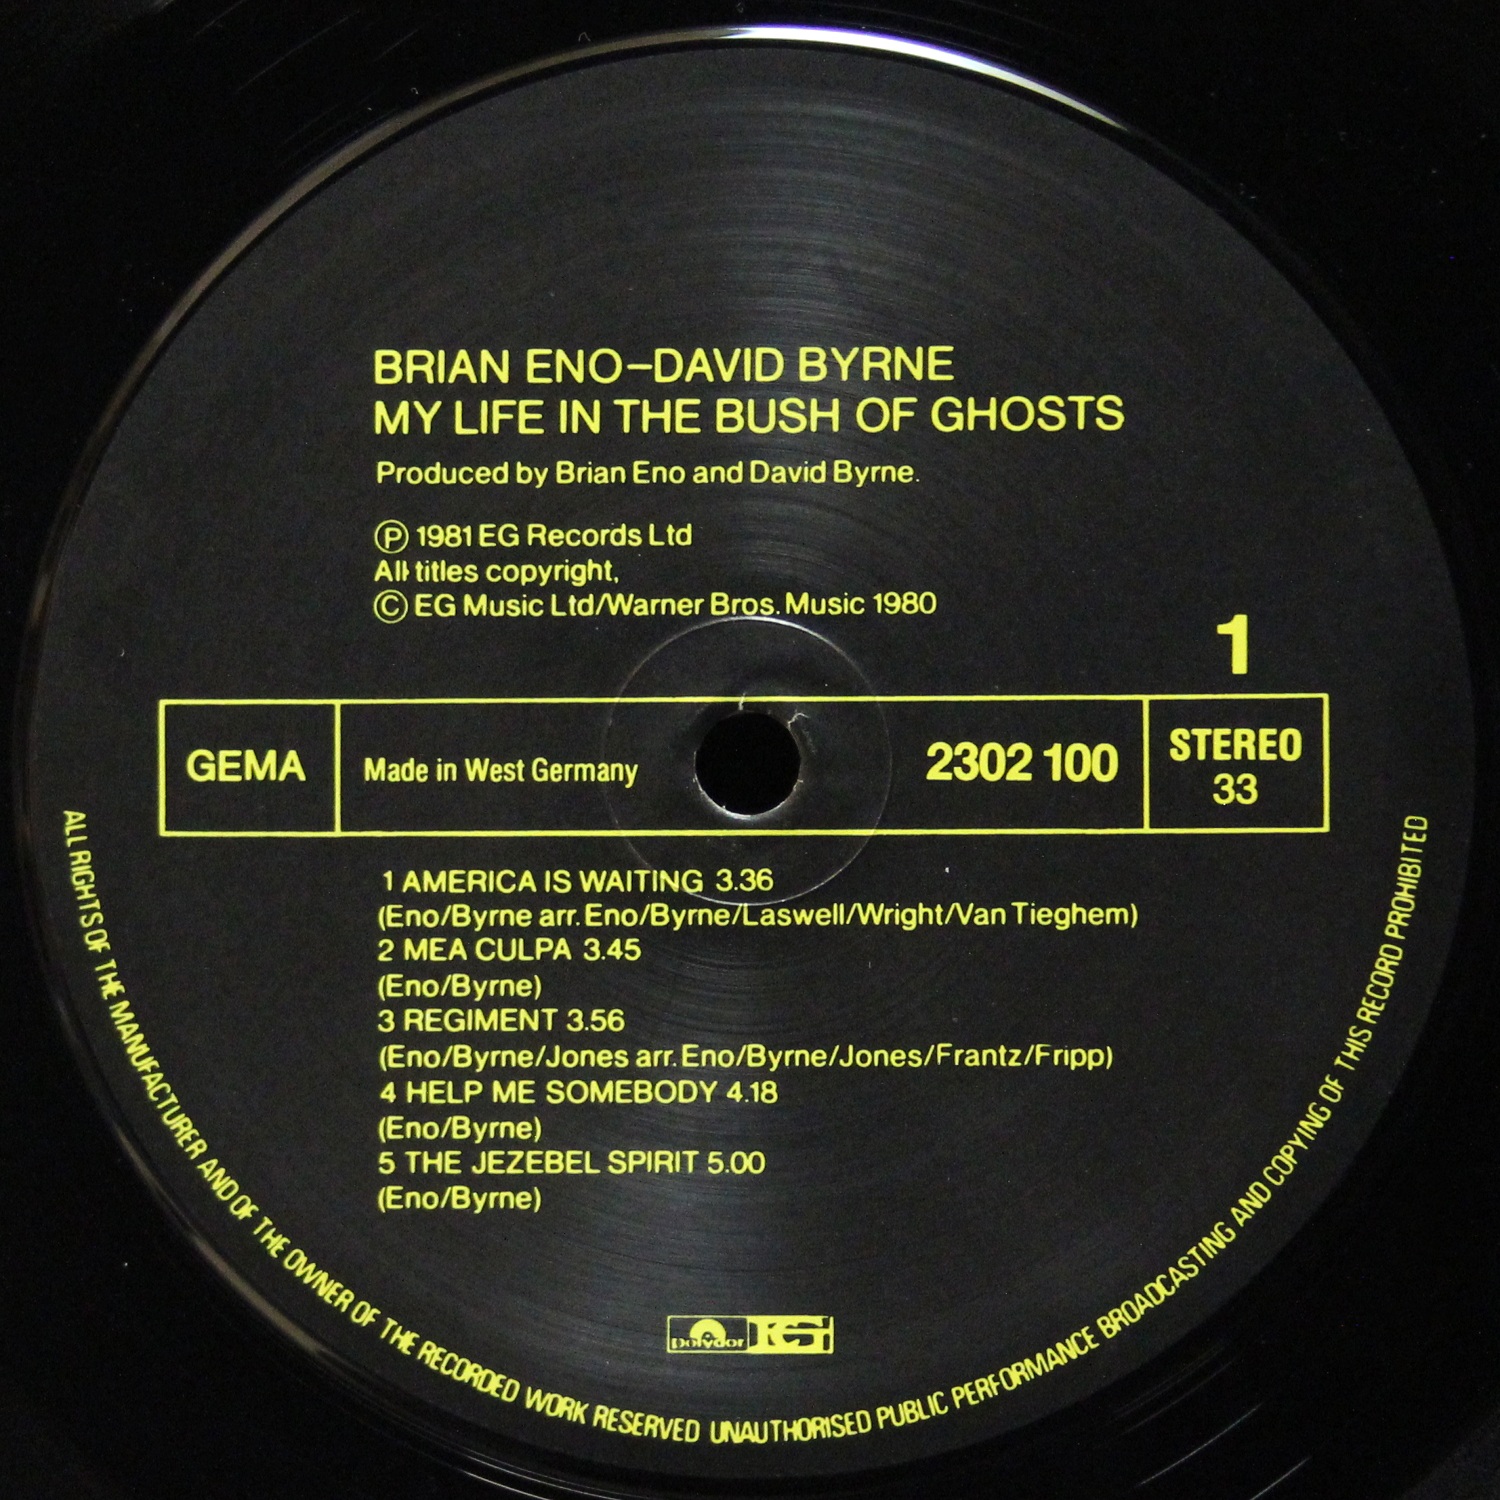 BRIAN ENO–DAVID BYRNE
MY LIFE IN THE BUSH OF GHOSTS
Produced by Brian Eno and David Byrne.
Ⓟ 1981 EG Records Ltd
All titles copyright,
© EG Music Ltd/Warner Bros. Music 1980
1
GEMA
Made in West Germany
2302 100
STEREO
33
1 AMERICA IS WAITING 3.36
(Eno/Byrne arr. Eno/Byrne/Laswell/Wright/Van Tieghem)
2 MEA CULPA 3.45
(Eno/Byrne)
3 REGIMENT 3.56
(Eno/Byrne/Jones arr. Eno/Byrne/Jones/Frantz/Fripp)
4 HELP ME SOMEBODY 4.18
(Eno/Byrne)
5 THE JEZEBEL SPIRIT 5.00
(Eno/Byrne)
polydor EG
ALL RIGHTS OF THE MANUFACTURER AND OF THE OWNER OF THE RECORDED WORK RESERVED UNAUTHORISED PUBLIC PERFORMANCE BROADCASTING AND COPYING OF THIS RECORD PROHIBITED